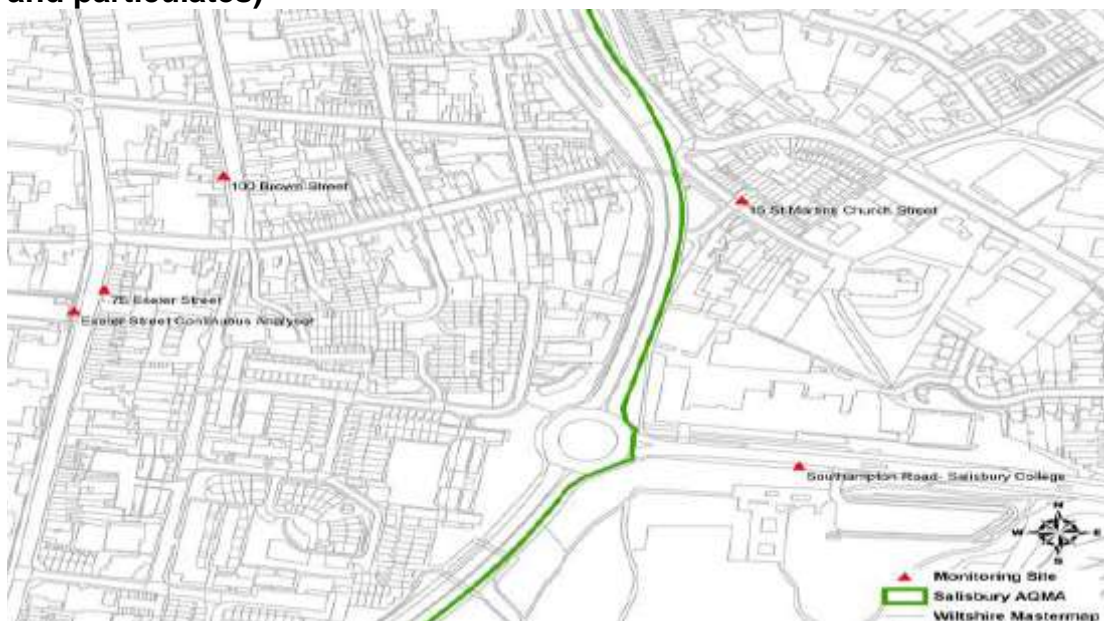 and particulates)
100 Brown Street
15 St Martins Church Street
75 Exeter Street
Exeter Street Continuous Analyser
Southampton Road- Salisbury College
N
W
E
S
Monitoring Site
Salisbury AQMA
Wiltshire Mastermap